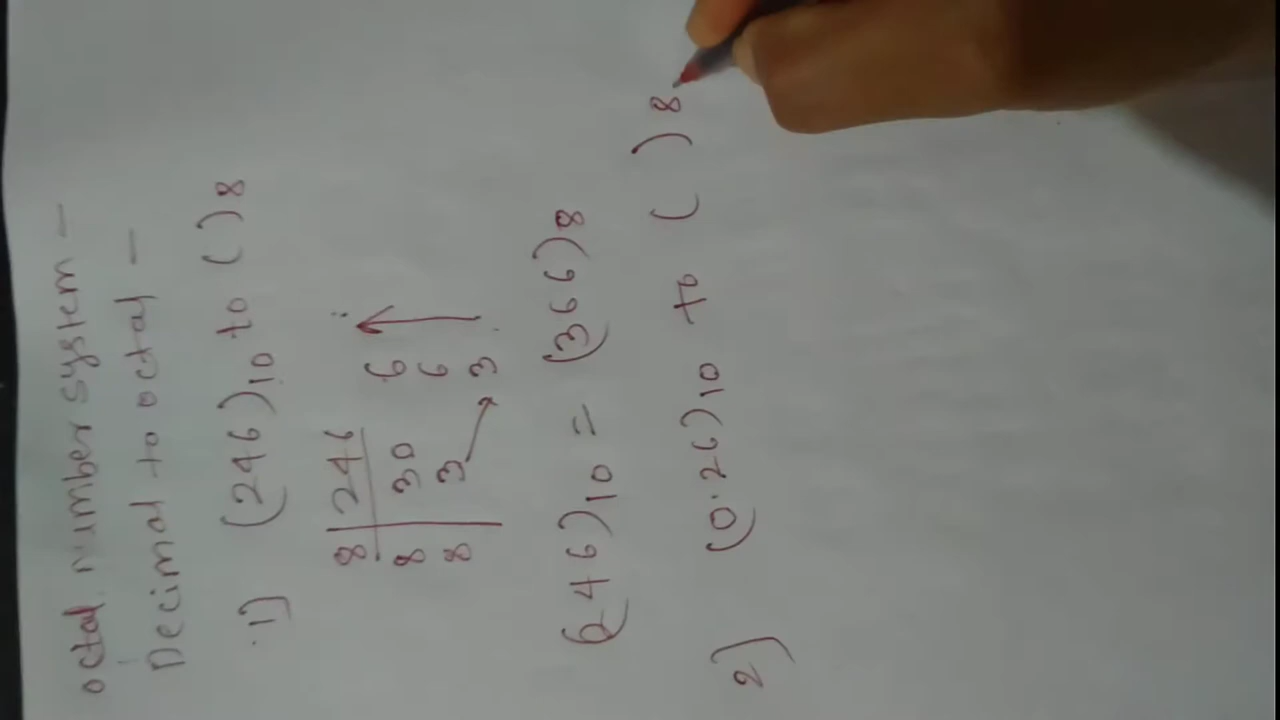 octal number system -
Decimal to octal -
1) (246)10 to ( )8
8 246
8 30 6
8 3 6
3
(246)10 = (366)8
2) (0.26)10 to ( )8